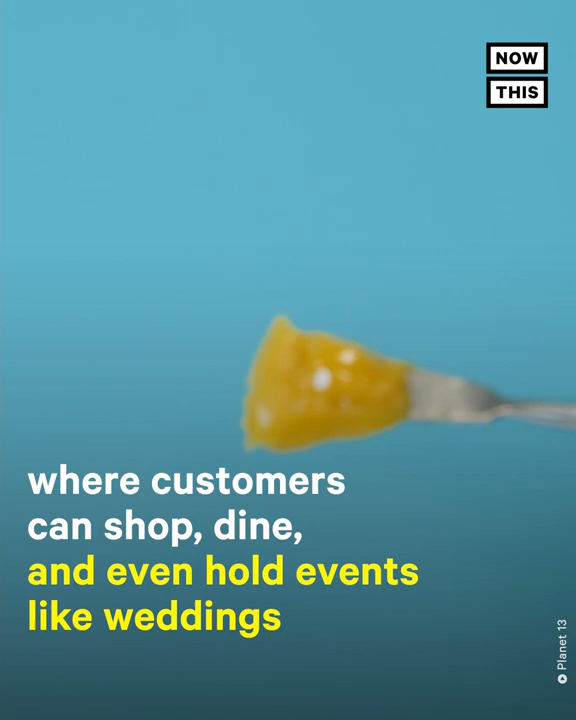 NOW
THIS
where customers
can shop, dine,
and even hold events
like weddings
Planet 13